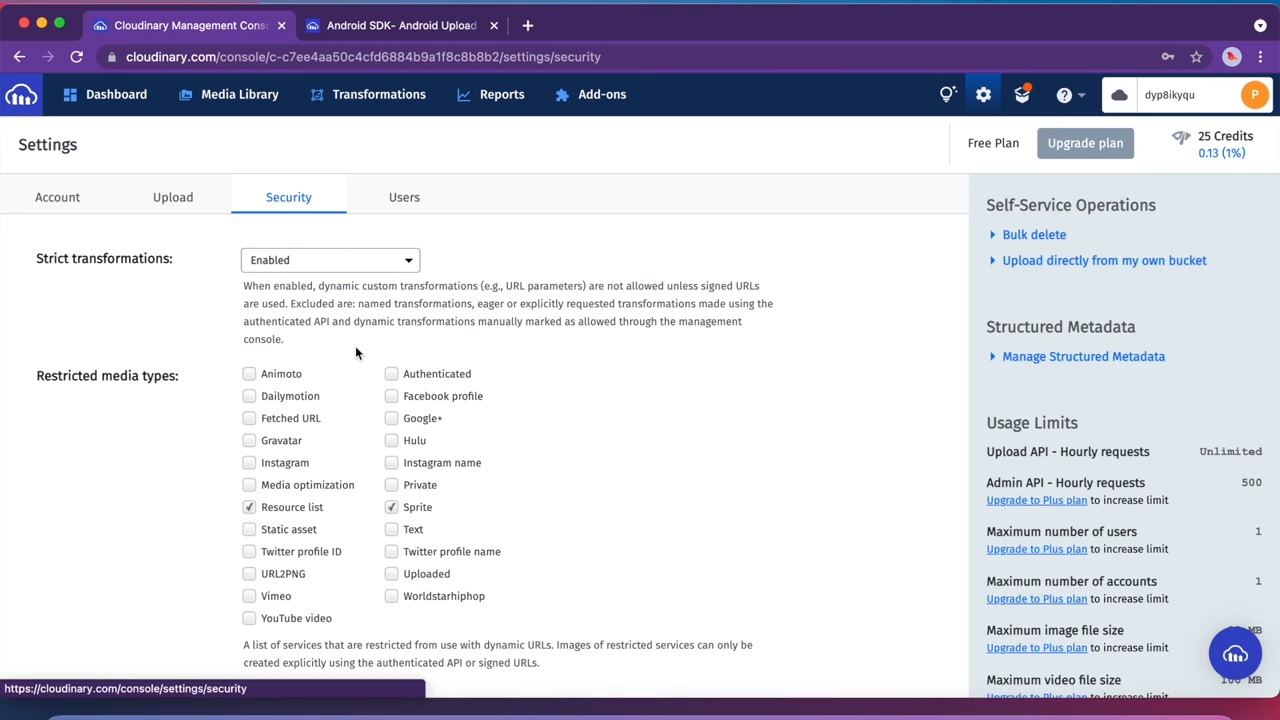 Cloudinary Management Conso
Android SDK- Android Upload
cloudinary.com/console/c-c7ee4aa50c4cfd6884b9a1f8c8b8b2/settings/security
Dashboard
Media Library
Transformations
Reports
Add-ons
dyp8ikyqu
P
Settings
Free Plan
Upgrade plan
25 Credits
0.13 (1%)
Account
Upload
Security
Users
Strict transformations:
Enabled
When enabled, dynamic custom transformations (e.g., URL parameters) are not allowed unless signed URLs
are used. Excluded are: named transformations, eager or explicitly requested transformations made using the
authenticated API and dynamic transformations manually marked as allowed through the management
console.
Restricted media types:
Animoto
Authenticated
Dailymotion
Facebook profile
Fetched URL
Google+
Gravatar
Hulu
Instagram
Instagram name
Media optimization
Private
Resource list
Sprite
Static asset
Text
Twitter profile ID
Twitter profile name
URL2PNG
Uploaded
Vimeo
Worldstarhiphop
YouTube video
A list of services that are restricted from use with dynamic URLs. Images of restricted services can only be
created explicitly using the authenticated API or signed URLs.
Self-Service Operations
Bulk delete
Upload directly from my own bucket
Structured Metadata
Manage Structured Metadata
Usage Limits
Upload API - Hourly requests
Unlimited
Admin API - Hourly requests
500
Upgrade to Plus plan to increase limit
Maximum number of users
1
Upgrade to Plus plan to increase limit
Maximum number of accounts
1
Upgrade to Plus plan to increase limit
Maximum image file size
MB
Upgrade to Plus plan to increase limit
Maximum video file size
MB
Upgrade to Plus plan to increase limit
https://cloudinary.com/console/settings/security